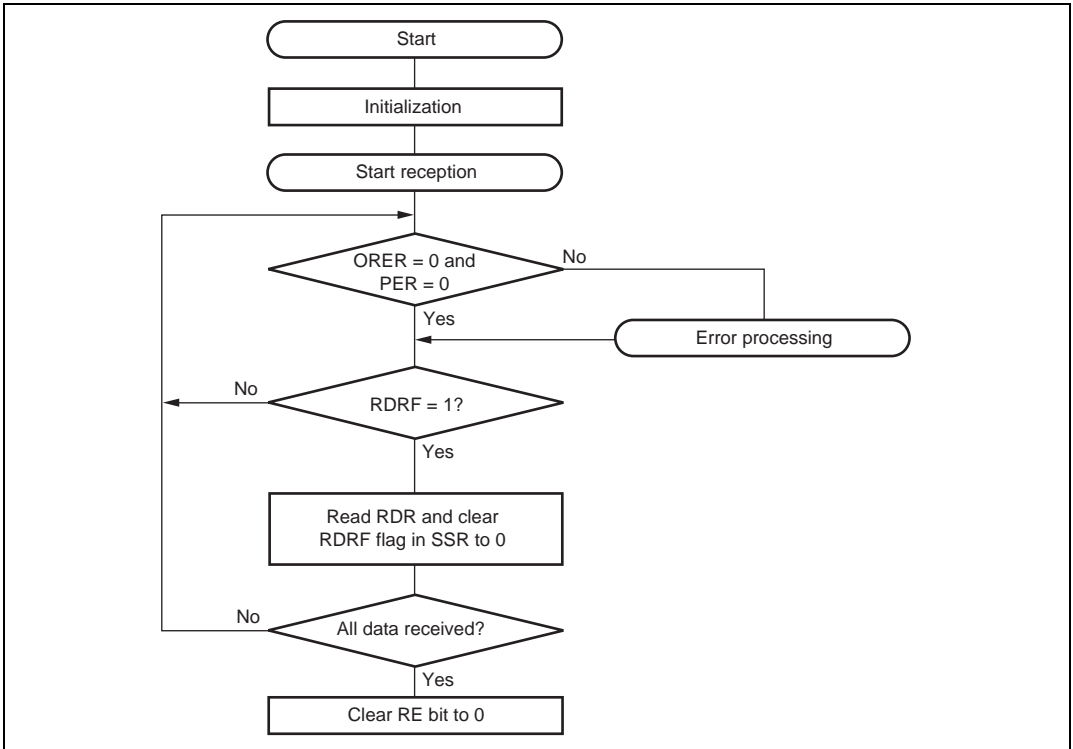 Start
Initialization
Start reception
ORER = 0 and
PER = 0
No
Yes
Error processing
No
RDRF = 1?
Yes
Read RDR and clear
RDRF flag in SSR to 0
No
All data received?
Yes
Clear RE bit to 0